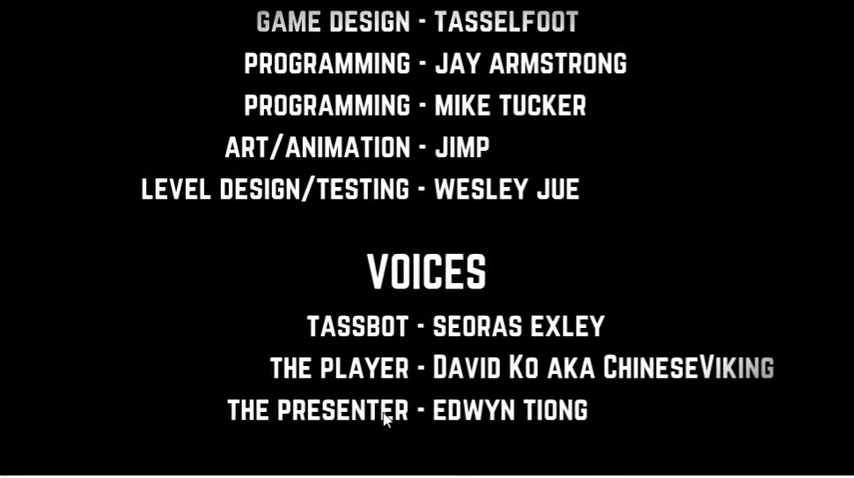 GAME DESIGN - TASSELFOOT
PROGRAMMING - JAY ARMSTRONG
PROGRAMMING - MIKE TUCKER
ART/ANIMATION - JIMP
LEVEL DESIGN/TESTING - WESLEY JUE
VOICES
TASSBOT - SEORAS EXLEY
THE PLAYER - DAVID KO AKA CHINESEVIKING
THE PRESENTER - EDWYN TIONG